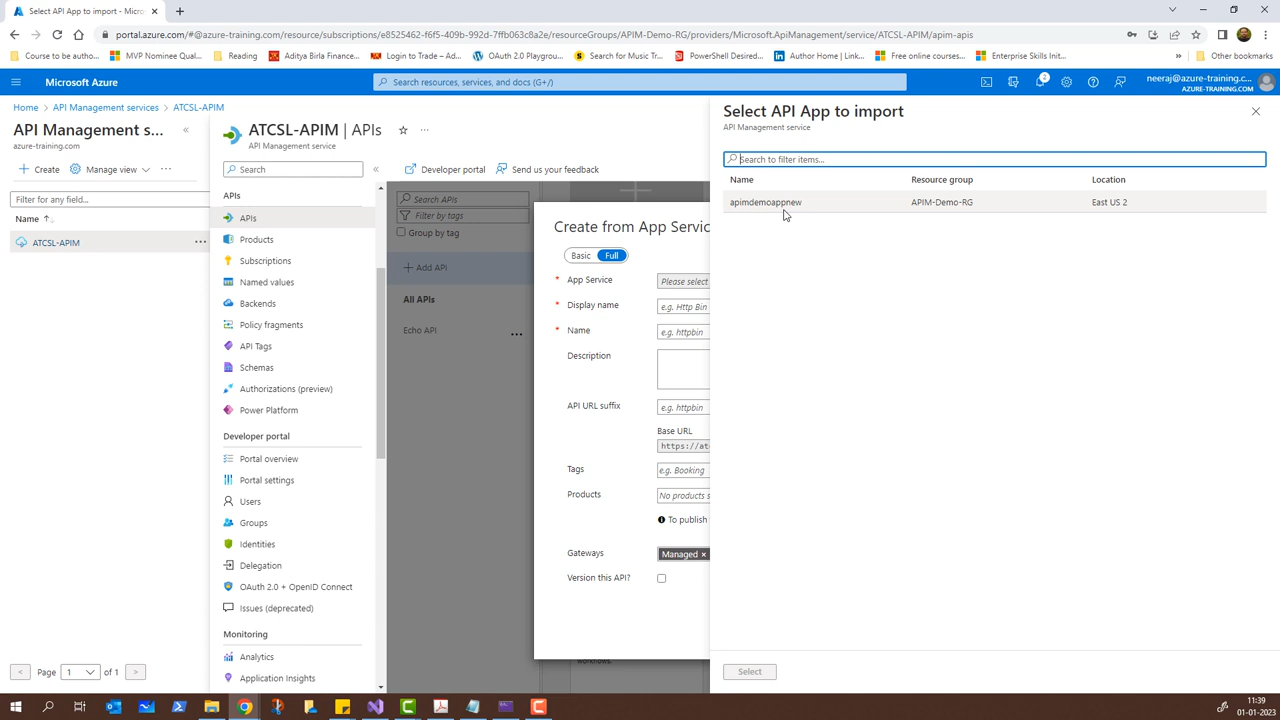 Select API App to import - Micros
portal.azure.com/#@azure-training.com/resource/subscriptions/e8525462-f6f5-409b-992d-7ffb063c8a2e/resourceGroups/APIM-Demo-RG/providers/Microsoft.ApiManagement/service/ATCSL-APIM/apim-apis
Course to be autho...
MVP Nominee Qual...
Reading
Aditya Birla Financ...
Login to Trade – Ad...
OAuth 2.0 Playgrou...
Search for Music Tr...
PowerShell Desired...
Author Home | Link...
Free online courses...
Enterprise Skills Init...
»
Other bookmarks
Microsoft Azure
Search resources, services, and docs (G+/)
2
neeraj@azure-training.c...
AZURE-TRAINING.COM
Home
API Management services
ATCSL-APIM
API Management s...
azure-training.com
Create
Manage view
Filter for any field...
Name
ATCSL-APIM
Page
1
of 1
ATCSL-APIM | APIs
API Management service
Search
APIs
APIs
Products
Subscriptions
Named values
Backends
Policy fragments
API Tags
Schemas
Authorizations (preview)
Power Platform
Developer portal
Portal overview
Portal settings
Users
Groups
Identities
Delegation
OAuth 2.0 + OpenID Connect
Issues (deprecated)
Monitoring
Analytics
Application Insights
Developer portal
Send us your feedback
Search APIs
Filter by tags
Group by tag
Add API
All APIs
Echo API
Create from App Servic
Basic
Full
* App Service
Please select
* Display name
e.g. Http Bin
* Name
e.g. httpbin
Description
API URL suffix
e.g. httpbin
Base URL
https://at
Tags
e.g. Booking
Products
No products s
To publish
Gateways
Managed
Version this API?
workflows.
Select API App to import
API Management service
Search to filter items...
Name
Resource group
Location
apimdemoappnew
APIM-Demo-RG
East US 2
Select
11:39
01-01-2023